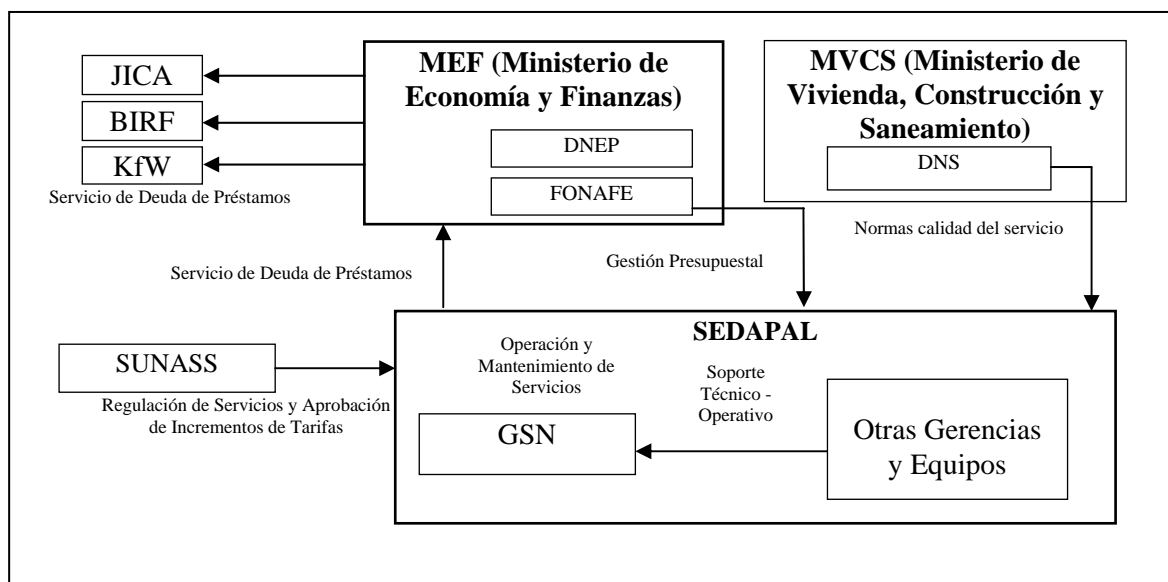 JICA
BIRF
KfW
Servicio de Deuda de Préstamos
MEF (Ministerio de
Economía y Finanzas)
DNEP
FONAFE
MVCS (Ministerio de
Vivienda, Construcción y
Saneamiento)
DNS
Normas calidad del servicio
Servicio de Deuda de Préstamos
Gestión Presupuestal
SUNASS
Regulación de Servicios y Aprobación
de Incrementos de Tarifas
SEDAPAL
Operación y
Mantenimiento de
Servicios
GSN
Soporte
Técnico -
Operativo
Otras Gerencias
y Equipos